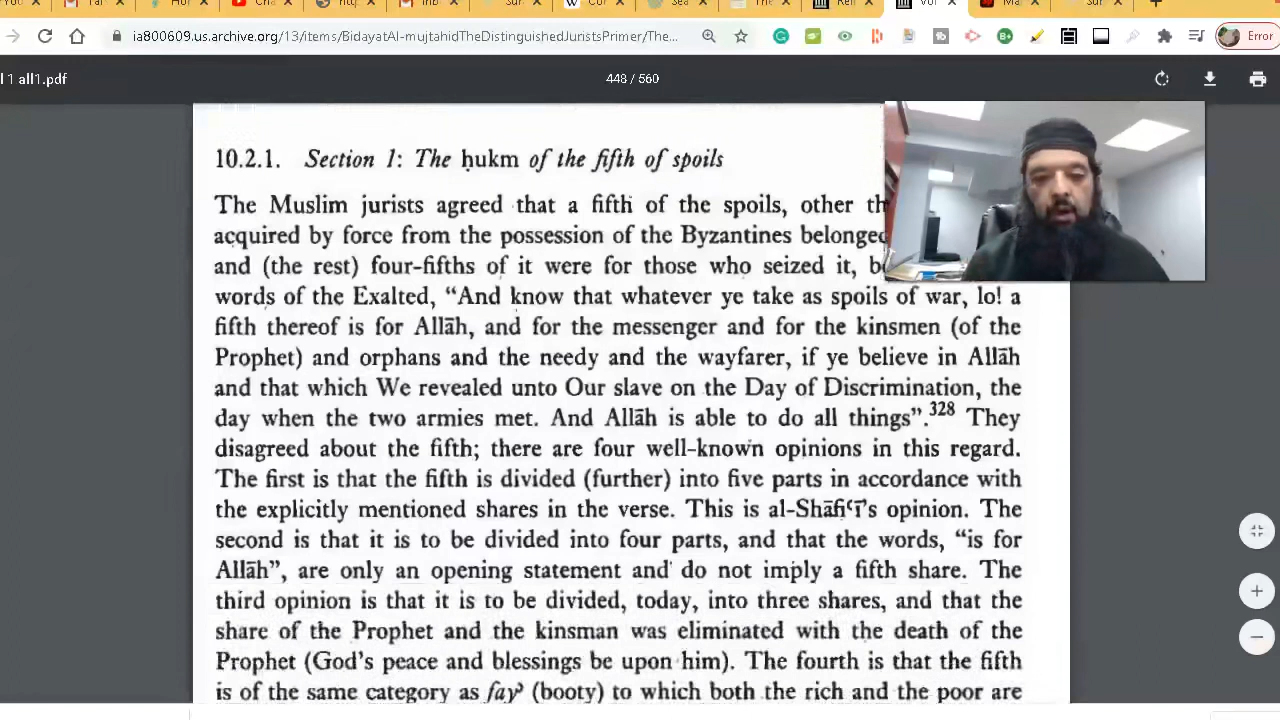 ia800609.us.archive.org/13/items/BidayatAl-mujtahidTheDistinguishedJuristsPrimer/The...
Error
l 1 all1.pdf
448 / 560
10.2.1. Section 1: The ḥukm of the fifth of spoils
The Muslim jurists agreed that a fifth of the spoils, other
acquired by force from the possession of the Byzantines
and (the rest) four-fifths of it were for those who seized it,
words of the Exalted, “And know that whatever ye take as spoils of war, lo! a
fifth thereof is for Allāh, and for the messenger and for the kinsmen (of the
Prophet) and orphans and the needy and the wayfarer, if ye believe in Allāh
and that which We revealed unto Our slave on the Day of Discrimination, the
day when the two armies met. And Allāh is able to do all things”.328 They
disagreed about the fifth; there are four well-known opinions in this regard.
The first is that the fifth is divided (further) into five parts in accordance with
the explicitly mentioned shares in the verse. This is al-Shāfiʿī’s opinion. The
second is that it is to be divided into four parts, and that the words, “is for
Allāh”, are only an opening statement and do not imply a fifth share. The
third opinion is that it is to be divided, today, into three shares, and that the
share of the Prophet and the kinsman was eliminated with the death of the
Prophet (God’s peace and blessings be upon him). The fourth is that the fifth
is of the same category as fayʾ (booty) to which both the rich and the poor are